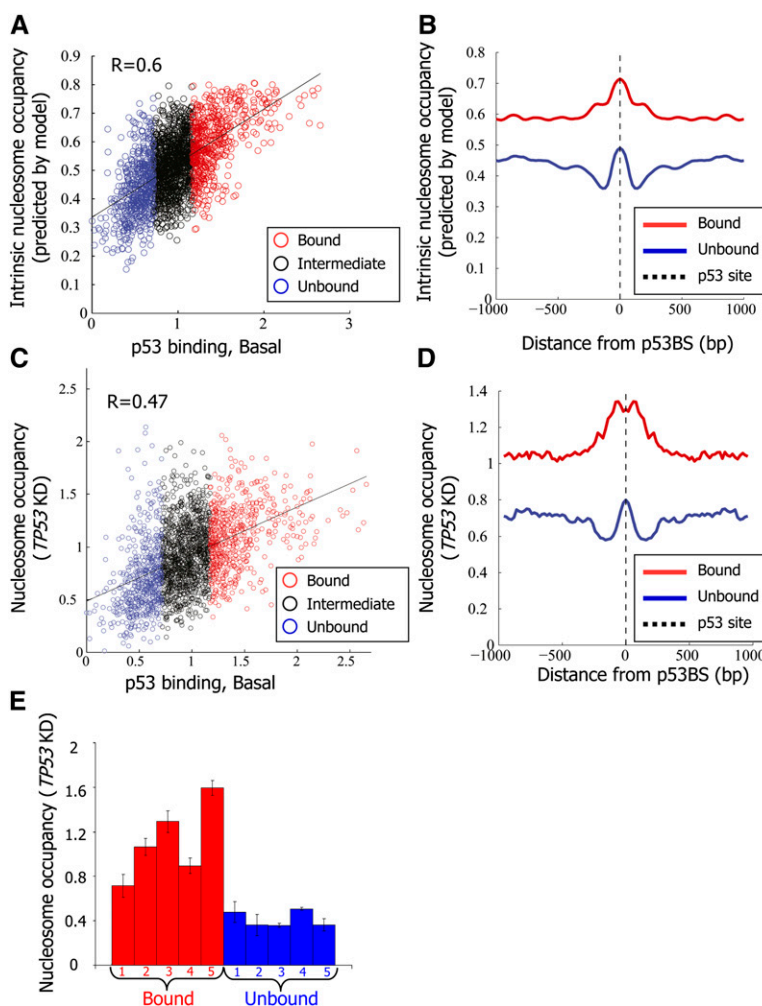 A
R=0.6
Intrinsic nucleosome occupancy
(predicted by model)
0.9
0.8
0.7
0.6
0.5
0.4
0.3
0.2
0.1
0
0 1 2 3
p53 binding, Basal
Bound
Intermediate
Unbound
B
Intrinsic nucleosome occupancy
(predicted by model)
0.8
0.7
0.6
0.5
0.4
0.3
0.2
0.1
0
−1000 −500 0 500 1000
Distance from p53BS (bp)
Bound
Unbound
p53 site
C
R=0.47
Nucleosome occupancy
(TP53 KD)
2.5
2
1.5
1
0.5
0
0 0.5 1 1.5 2 2.5
p53 binding, Basal
Bound
Intermediate
Unbound
D
Nucleosome occupancy
(TP53 KD)
1.4
1.2
1
0.8
0.6
0.4
0.2
0
−1000 −500 0 500 1000
Distance from p53BS (bp)
Bound
Unbound
p53 site
E
Nucleosome occupancy (TP53 KD)
2
1.6
1.2
0.8
0.4
0
1 2 3 4 5 1 2 3 4 5
Bound Unbound